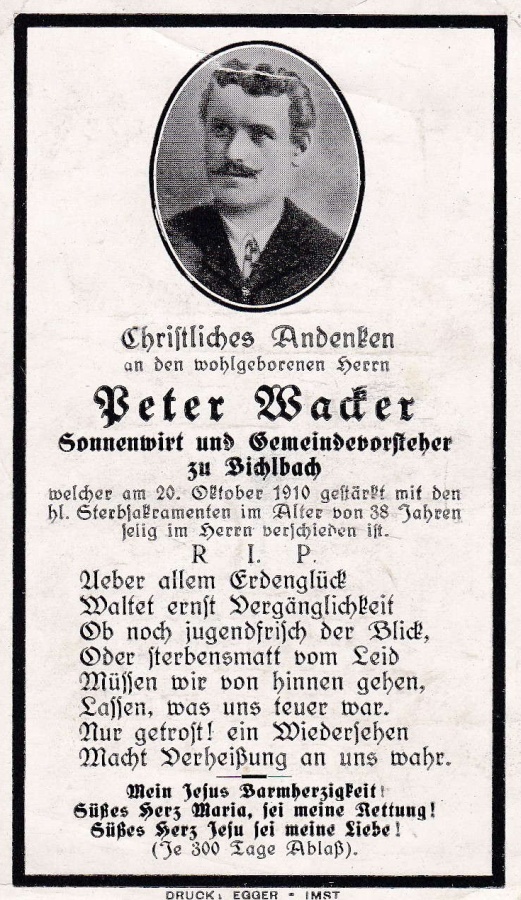 Christliches Andenken
an den wohlgeborenen Herrn
Peter Wacker
Sonnenwirt und Gemeindevorsteher
zu Bichlbach
welcher am 20. Oktober 1910 gestärkt mit den
hl. Sterbsakramenten im Alter von 38 Jahren
selig im Herrn verschieden ist.
R. I. P.
Ueber allem Erdenglück
Waltet ernst Vergänglichkeit
Ob noch jugendfrisch der Blick,
Oder sterbensmatt vom Leid
Müssen wir von hinnen gehen,
Lassen, was uns teuer war.
Nur getrost! ein Wiedersehen
Macht Verheißung an uns wahr.
Mein Jesus Barmherzigkeit!
Süßes Herz Maria, sei meine Rettung!
Süßes Herz Jesu sei meine Liebe!
(Je 300 Tage Ablaß).
DRUCK: EGGER - IMST